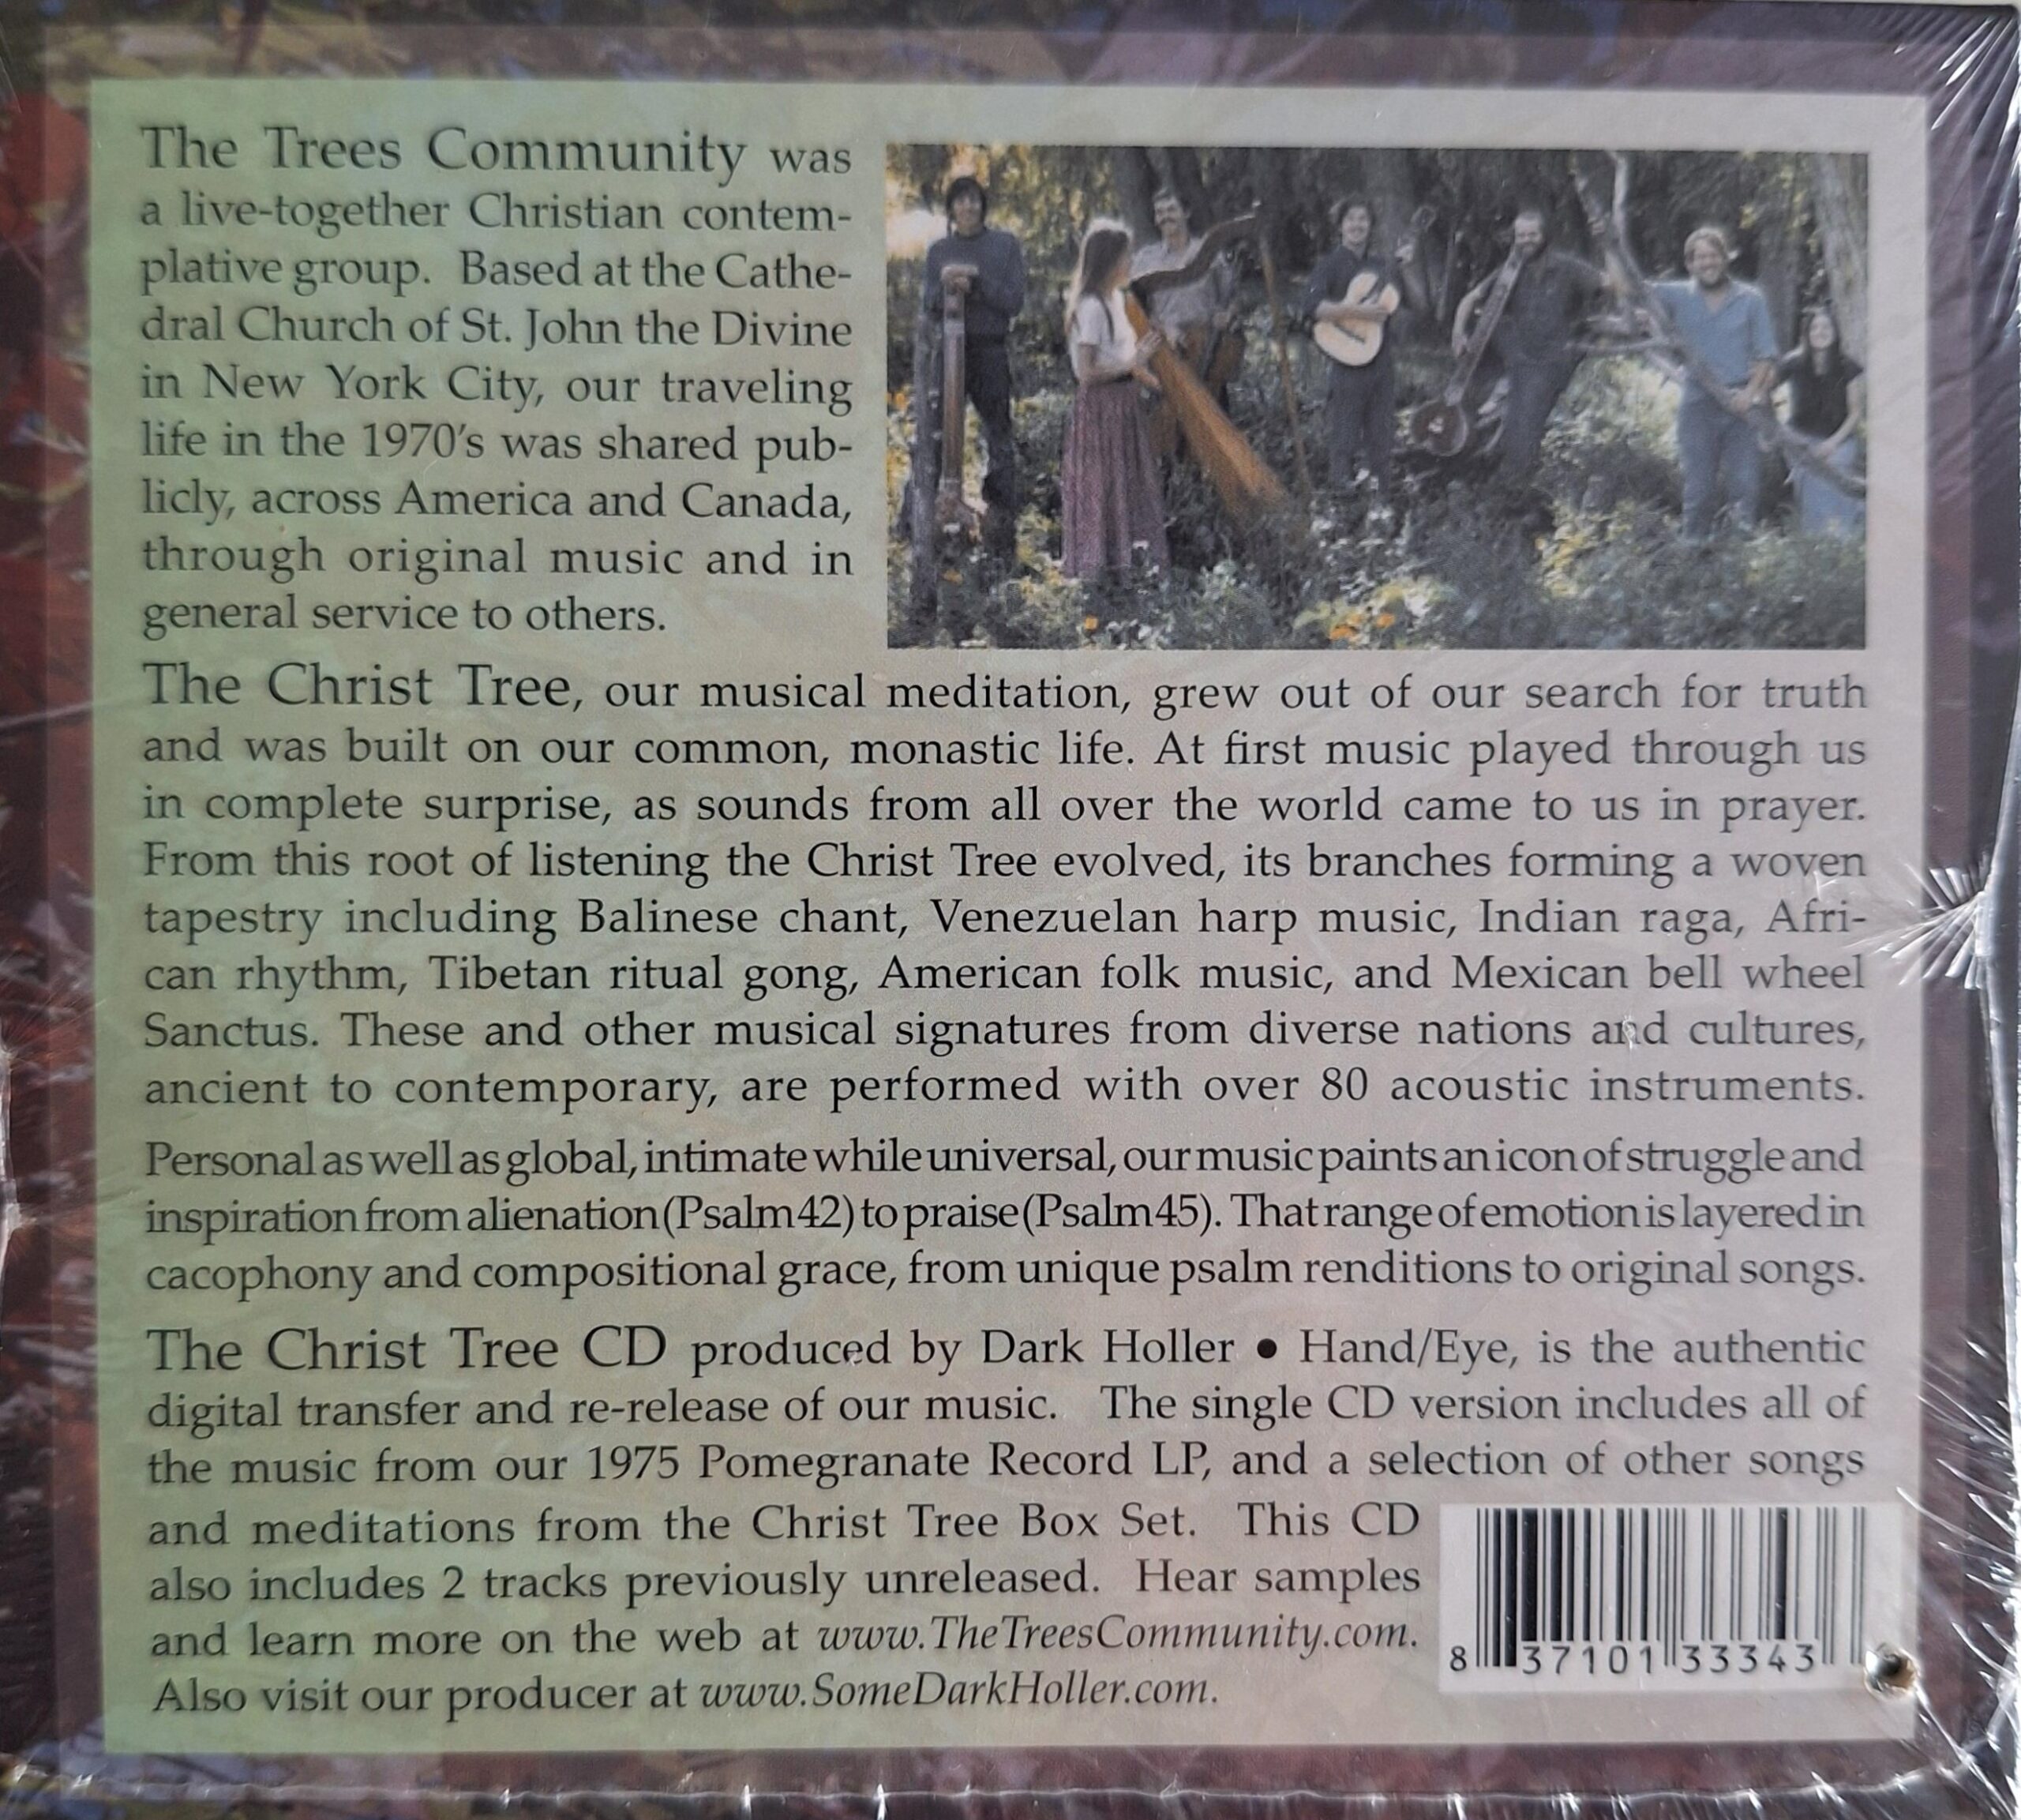 The Trees Community was
a live-together Christian contem-
plative group. Based at the Cathe-
dral Church of St. John the Divine
in New York City, our traveling
life in the 1970's was shared pub-
licly, across America and Canada,
through original music and in
general service to others.
The Christ Tree, our musical meditation, grew out of our search for truth
and was built on our common, monastic life. At first music played through us
in complete surprise, as sounds from all over the world came to us in prayer.
From this root of listening the Christ Tree evolved, its branches forming a woven
tapestry including Balinese chant, Venezuelan harp music, Indian raga, Afri-
can rhythm, Tibetan ritual gong, American folk music, and Mexican bell wheel
Sanctus. These and other musical signatures from diverse nations and cultures,
ancient to contemporary, are performed with over 80 acoustic instruments.
Personal as well as global, intimate while universal, our music paints an icon of struggle and
inspiration from alienation (Psalm 42) to praise (Psalm 45). That range of emotion is layered in
cacophony and compositional grace, from unique psalm renditions to original songs.
The Christ Tree CD produced by Dark Holler • Hand/Eye, is the authentic
digital transfer and re-release of our music. The single CD version includes all of
the music from our 1975 Pomegranate Record LP, and a selection of other songs
and meditations from the Christ Tree Box Set. This CD
also includes 2 tracks previously unreleased. Hear samples
and learn more on the web at www.TheTreesCommunity.com.
Also visit our producer at www.SomeDarkHoller.com.
8 37101 33343